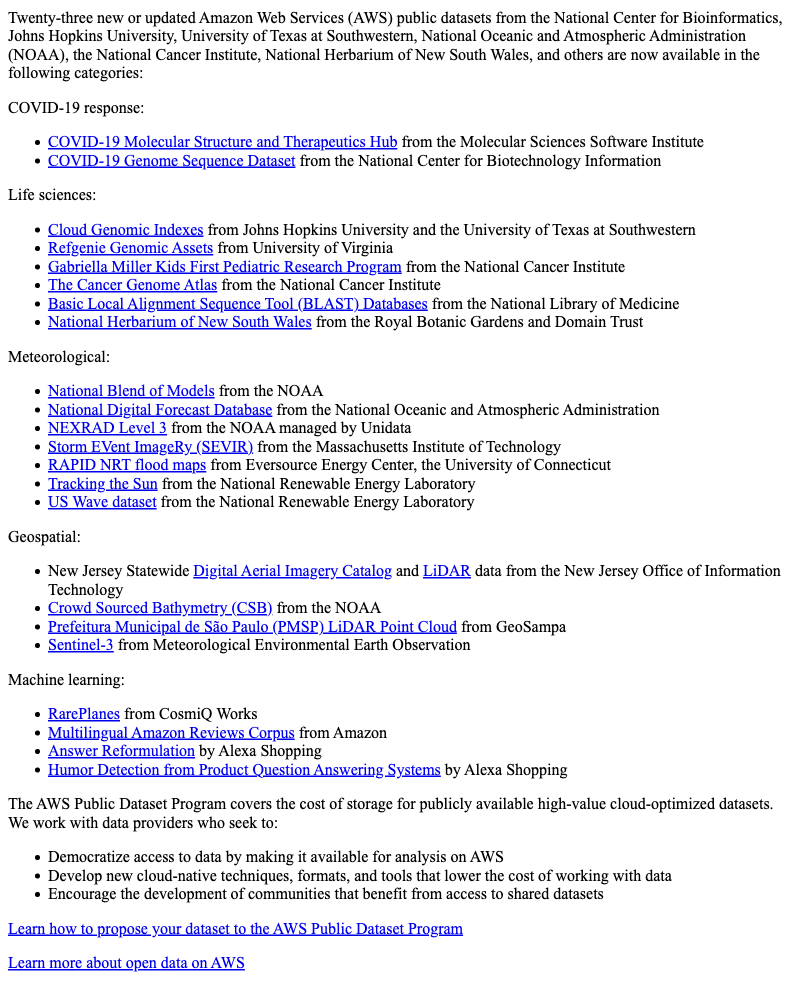 Twenty-three new or updated Amazon Web Services (AWS) public datasets from the National Center for Bioinformatics,
Johns Hopkins University, University of Texas at Southwestern, National Oceanic and Atmospheric Administration
(NOAA), the National Cancer Institute, National Herbarium of New South Wales, and others are now available in the
following categories:
COVID-19 response:
• COVID-19 Molecular Structure and Therapeutics Hub from the Molecular Sciences Software Institute
• COVID-19 Genome Sequence Dataset from the National Center for Biotechnology Information
Life sciences:
• Cloud Genomic Indexes from Johns Hopkins University and the University of Texas at Southwestern
• Refgenie Genomic Assets from University of Virginia
• Gabriella Miller Kids First Pediatric Research Program from the National Cancer Institute
• The Cancer Genome Atlas from the National Cancer Institute
• Basic Local Alignment Sequence Tool (BLAST) Databases from the National Library of Medicine
• National Herbarium of New South Wales from the Royal Botanic Gardens and Domain Trust
Meteorological:
• National Blend of Models from the NOAA
• National Digital Forecast Database from the National Oceanic and Atmospheric Administration
• NEXRAD Level 3 from the NOAA managed by Unidata
• Storm EVent ImageRy (SEVIR) from the Massachusetts Institute of Technology
• RAPID NRT flood maps from Eversource Energy Center, the University of Connecticut
• Tracking the Sun from the National Renewable Energy Laboratory
• US Wave dataset from the National Renewable Energy Laboratory
Geospatial:
• New Jersey Statewide Digital Aerial Imagery Catalog and LiDAR data from the New Jersey Office of Information
Technology
• Crowd Sourced Bathymetry (CSB) from the NOAA
• Prefeitura Municipal de São Paulo (PMSP) LiDAR Point Cloud from GeoSampa
• Sentinel-3 from Meteorological Environmental Earth Observation
Machine learning:
• RarePlanes from CosmiQ Works
• Multilingual Amazon Reviews Corpus from Amazon
• Answer Reformulation by Alexa Shopping
• Humor Detection from Product Question Answering Systems by Alexa Shopping
The AWS Public Dataset Program covers the cost of storage for publicly available high-value cloud-optimized datasets.
We work with data providers who seek to:
• Democratize access to data by making it available for analysis on AWS
• Develop new cloud-native techniques, formats, and tools that lower the cost of working with data
• Encourage the development of communities that benefit from access to shared datasets
Learn how to propose your dataset to the AWS Public Dataset Program
Learn more about open data on AWS